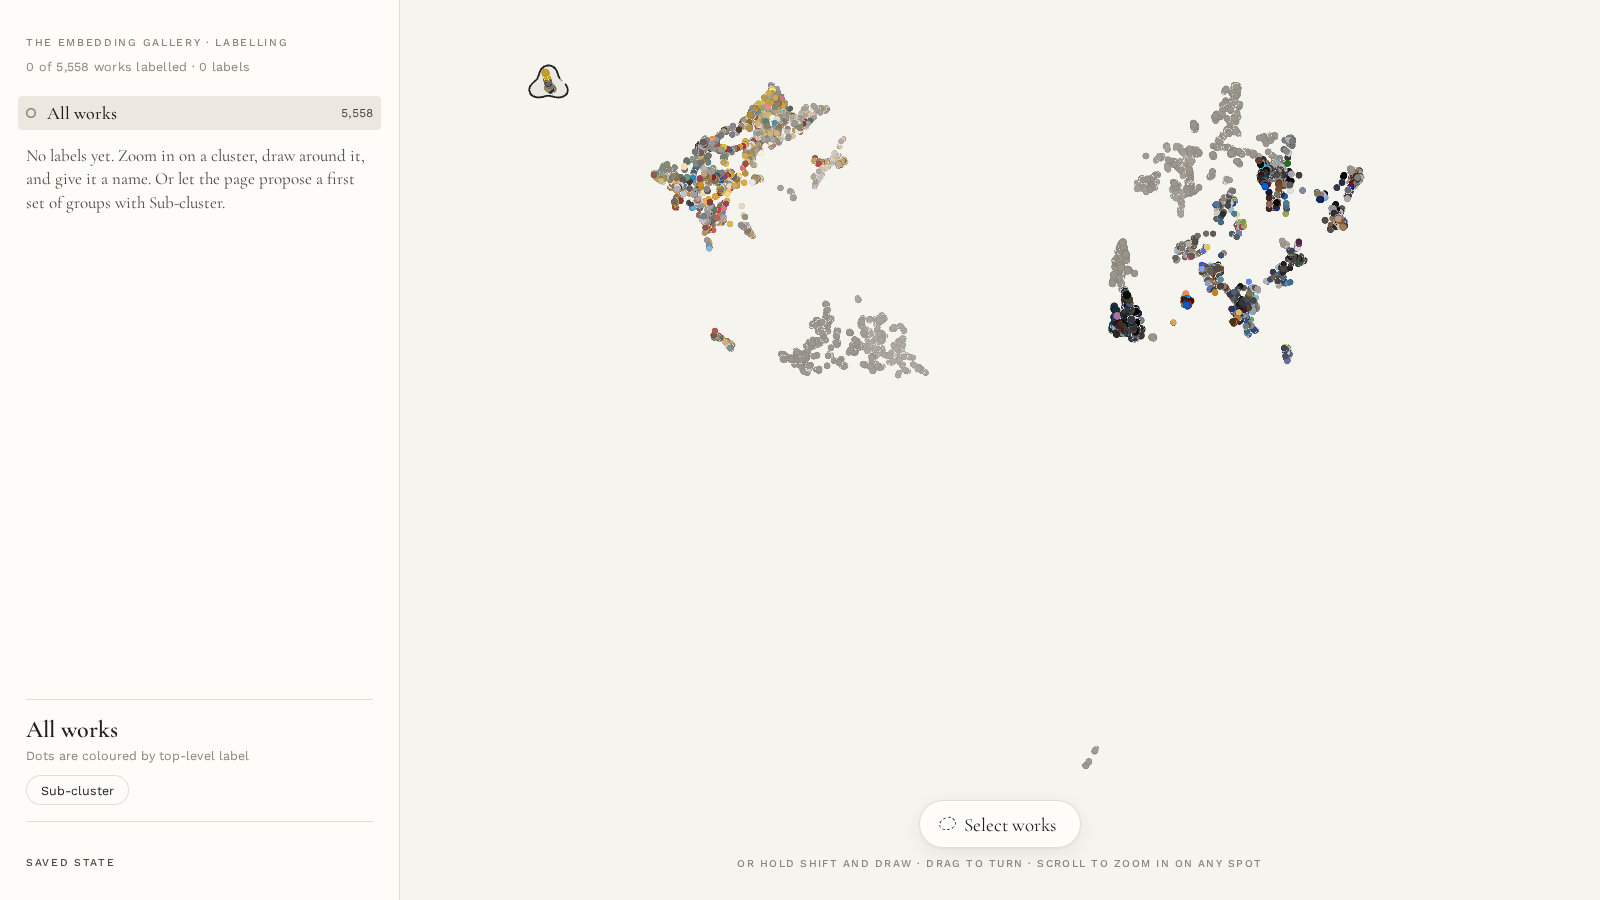 THE EMBEDDING GALLERY · LABELLING
0 of 5,558 works labelled · 0 labels
All works 5,558
No labels yet. Zoom in on a cluster, draw around it,
and give it a name. Or let the page propose a first
set of groups with Sub-cluster.
All works
Dots are coloured by top-level label
Sub-cluster
SAVED STATE
Select works
OR HOLD SHIFT AND DRAW · DRAG TO TURN · SCROLL TO ZOOM IN ON ANY SPOT